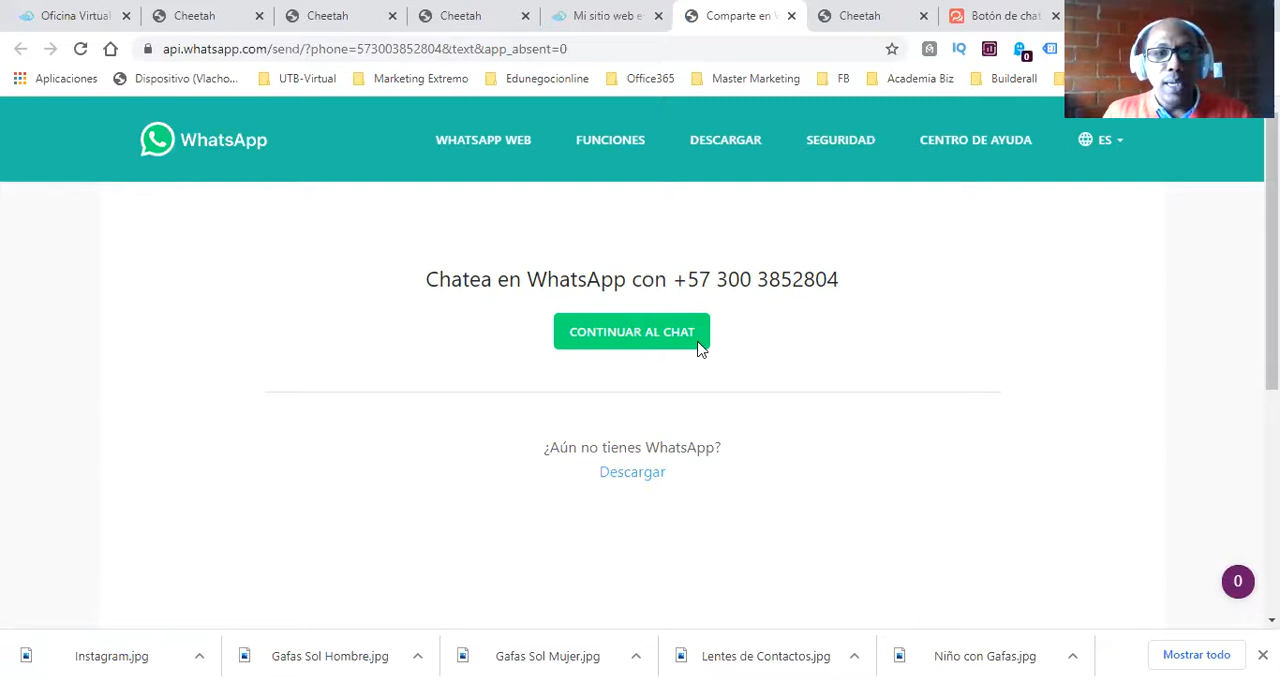 Oficina Virtual
Cheetah
Cheetah
Cheetah
Mi sitio web e
Comparte en
Cheetah
Botón de chat
api.whatsapp.com/send/?phone=573003852804&text&app_absent=0
IQ
0
Aplicaciones
Dispositivo (Vlacho...
UTB-Virtual
Marketing Extremo
Edunegocionline
Office365
Master Marketing
FB
Academia Biz
Builderall
WhatsApp
WHATSAPP WEB
FUNCIONES
DESCARGAR
SEGURIDAD
CENTRO DE AYUDA
ES
Chatea en WhatsApp con +57 300 3852804
CONTINUAR AL CHAT
¿Aún no tienes WhatsApp?
Descargar
0
Instagram.jpg
Gafas Sol Hombre.jpg
Gafas Sol Mujer.jpg
Lentes de Contactos.jpg
Niño con Gafas.jpg
Mostrar todo